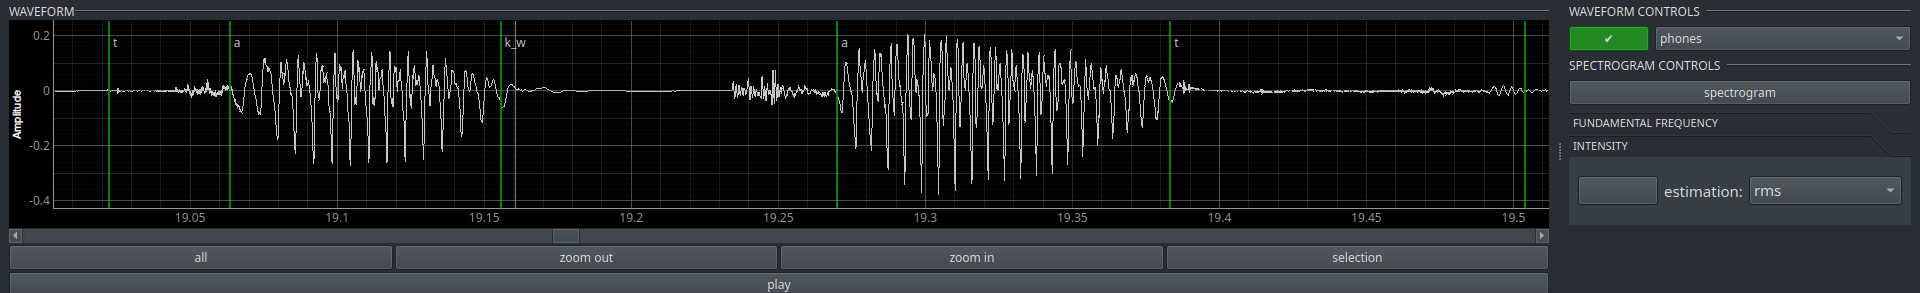 WAVEFORM
0.2
0
-0.2
-0.4
Amplitude
t
a
k_w
a
t
19.05
19.1
19.15
19.2
19.25
19.3
19.35
19.4
19.45
19.5
all
zoom out
zoom in
selection
play
WAVEFORM CONTROLS
✔
phones
SPECTROGRAM CONTROLS
spectrogram
FUNDAMENTAL FREQUENCY
INTENSITY
estimation:
rms